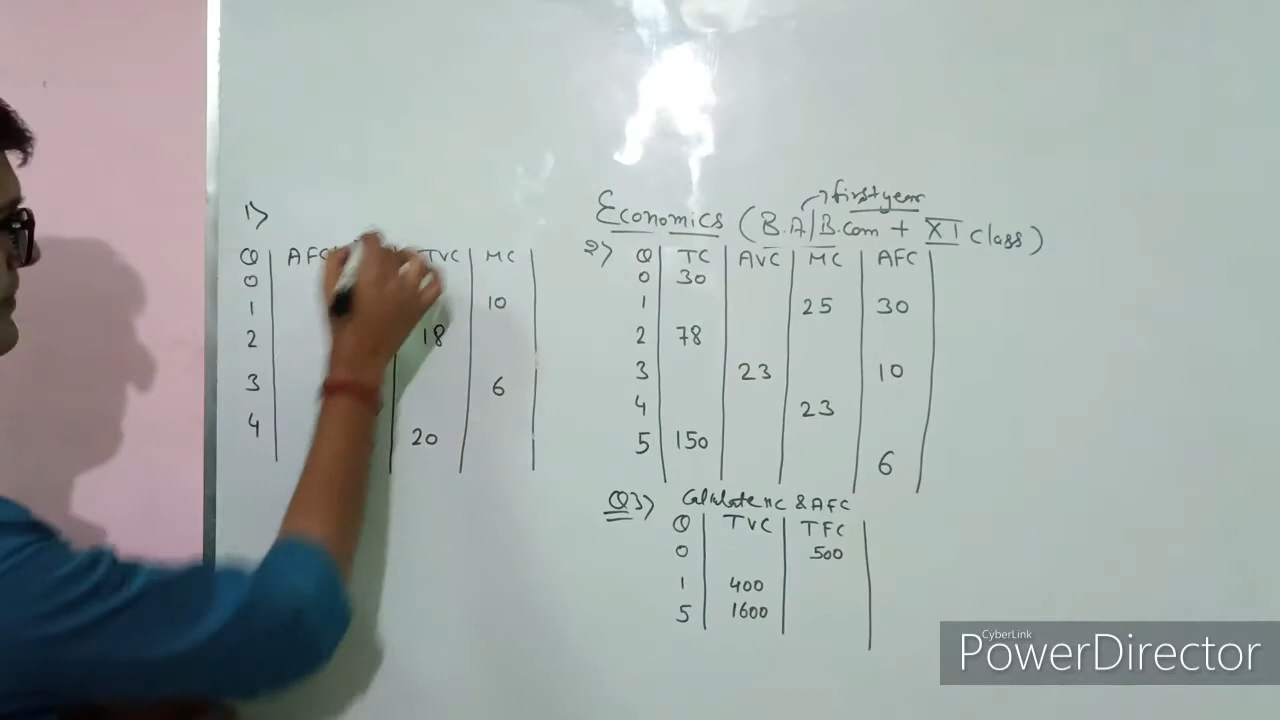 Economics (B.A/B.Com + XI Class)
first year
1)
Q AFC TVC MC
0
1 10
2 18
3 6
4 20
2)
Q TC AVC MC AFC
0 30
1 25 30
2 78
3 23 10
4 23
5 150 6
Q3) Calculate MC & AFC
Q TVC TFC
0 500
1 400
5 1600
CyberLink
PowerDirector